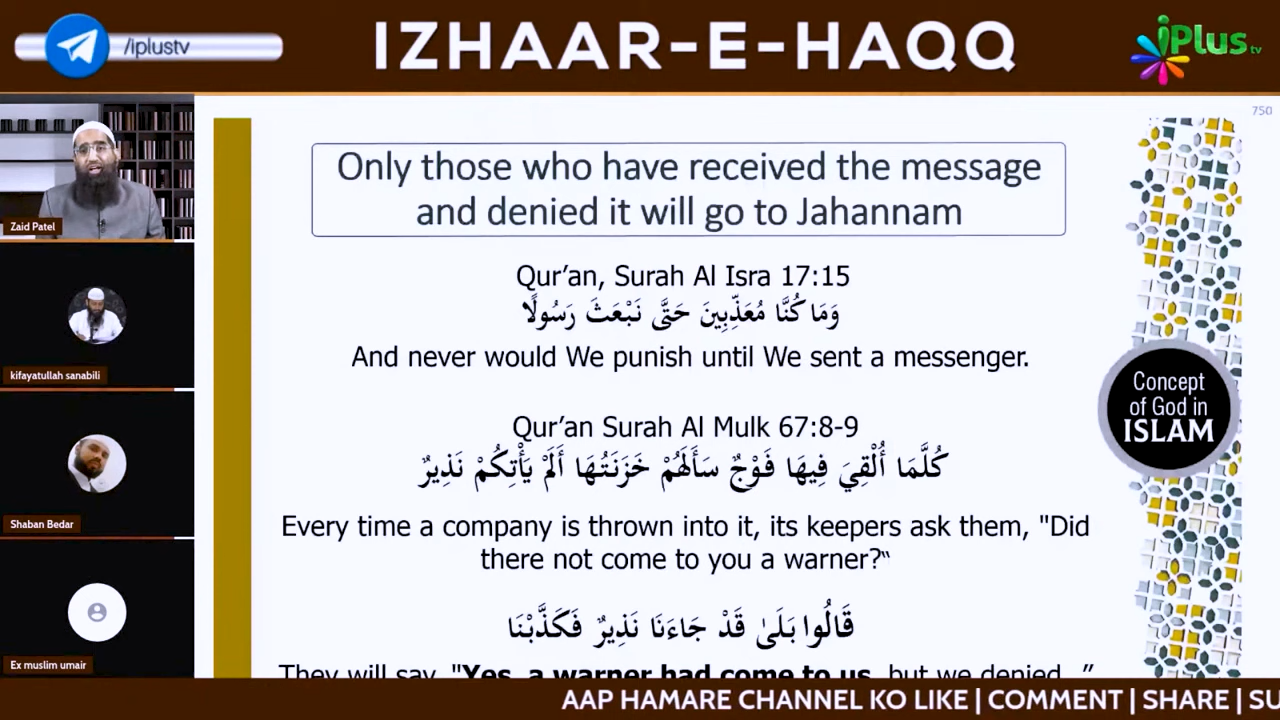 /iplustv
IZHAAR-E-HAQQ
iPlus tv
750
Zaid Patel
kifayatullah sanabili
Shaban Bedar
Ex muslim umair
Only those who have received the message
and denied it will go to Jahannam
Qur'an, Surah Al Isra 17:15
وَمَا كُنَّا مُعَذِّبِينَ حَتَّى نَبْعَثَ رَسُولًا
And never would We punish until We sent a messenger.
Qur'an Surah Al Mulk 67:8-9
كُلَّمَا أُلْقِيَ فِيهَا فَوْجٌ سَأَلَهُمْ خَزَنَتُهَا أَلَمْ يَأْتِكُمْ نَذِيرٌ
Every time a company is thrown into it, its keepers ask them, "Did
there not come to you a warner?"
قَالُوا بَلَىٰ قَدْ جَاءَنَا نَذِيرٌ فَكَذَّبْنَا
They will say, "Yes, a warner had come to us, but we denied..."
Concept
of God in
ISLAM
AAP HAMARE CHANNEL KO LIKE | COMMENT | SHARE | SU